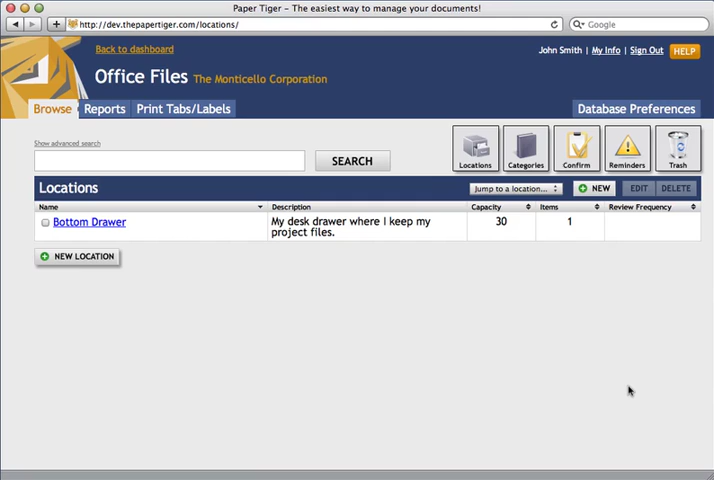 Paper Tiger – The easiest way to manage your documents!
http://dev.thepapertiger.com/locations/
Google
Back to dashboard
John Smith | My Info | Sign Out HELP
Office Files The Monticello Corporation
Browse Reports Print Tabs/Labels Database Preferences
Show advanced search
SEARCH
Locations Categories Confirm Reminders Trash
Locations Jump to a location... NEW EDIT DELETE
Name Description Capacity Items Review Frequency
Bottom Drawer My desk drawer where I keep my 30 1
project files.
NEW LOCATION